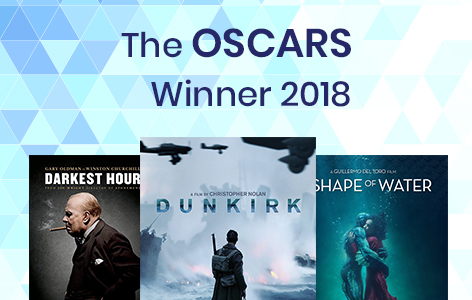 The OSCARS
Winner 2018
GARY OLDMAN is WINSTON CHURCHILL
DARKEST HOUR
A FILM BY CHRISTOPHER NOLAN
DUNKIRK
A GUILLERMO DEL TORO FILM
SHAPE OF WATER